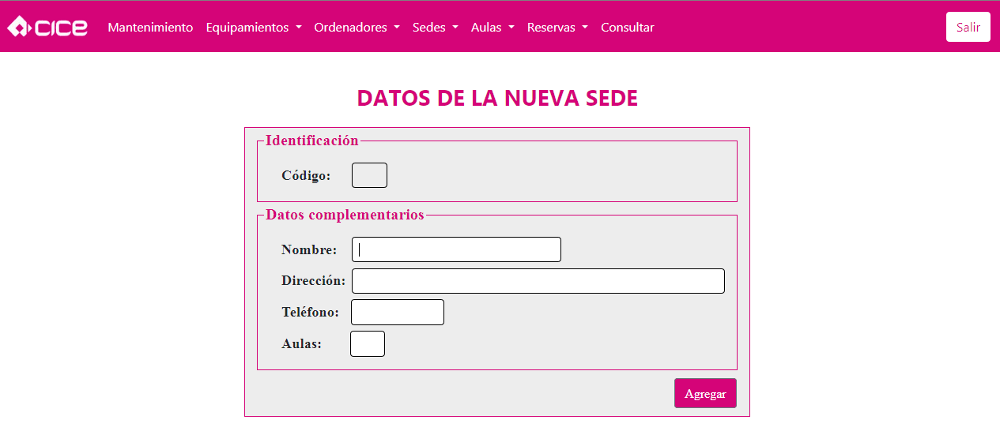 CICE Mantenimiento Equipamientos Ordenadores Sedes Aulas Reservas Consultar Salir
DATOS DE LA NUEVA SEDE
Identificación
Código:
Datos complementarios
Nombre:
Dirección:
Teléfono:
Aulas:
Agregar